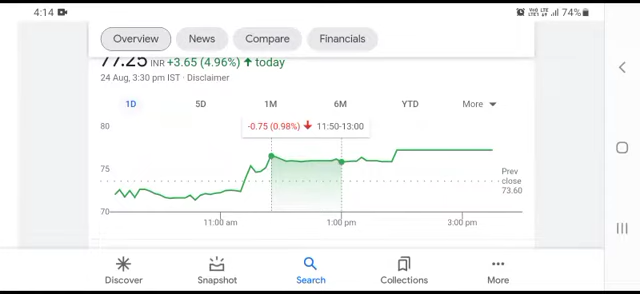 4:14 74%
Overview News Compare Financials
77.25 INR +3.65 (4.96%) today
24 Aug, 3:30 pm IST · Disclaimer
1D 5D 1M 6M YTD More
-0.75 (0.98%) 11:50-13:00
80
75
70
Prev
close
73.60
11:00 am 1:00 pm 3:00 pm
Discover Snapshot Search Collections More